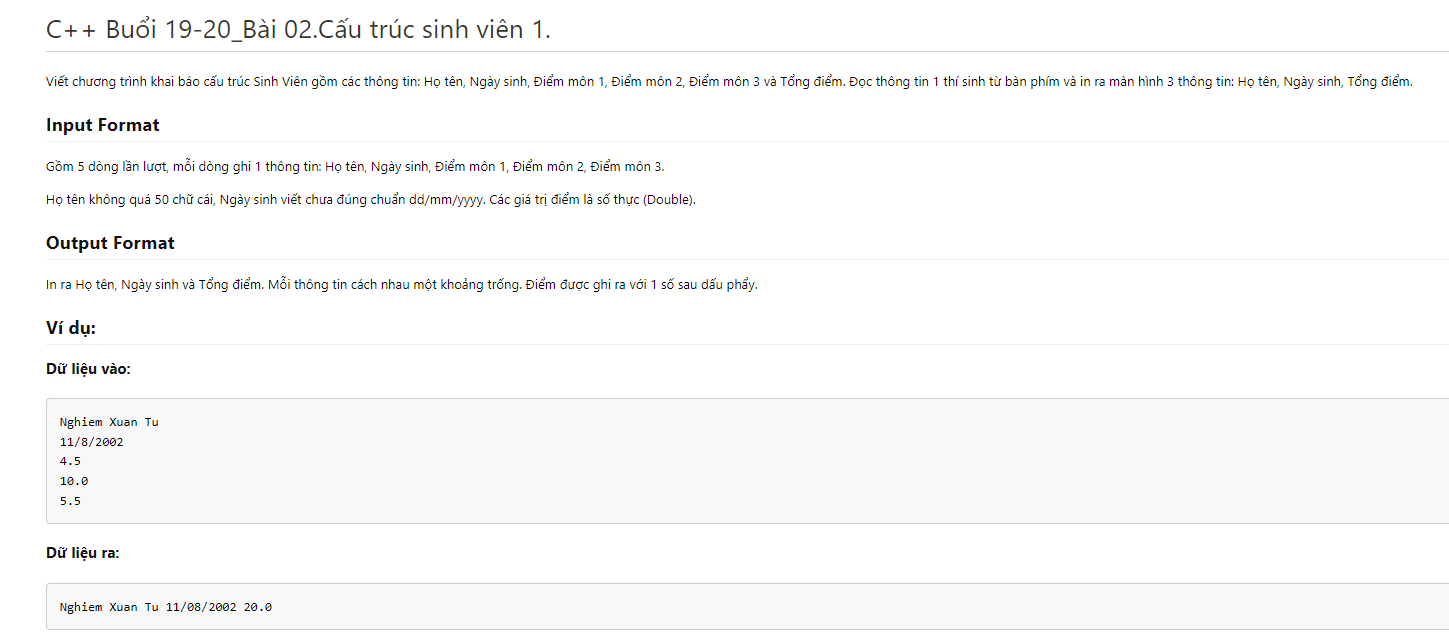 C++ Buổi 19-20_Bài 02.Cấu trúc sinh viên 1.
Viết chương trình khai báo cấu trúc Sinh Viên gồm các thông tin: Họ tên, Ngày sinh, Điểm môn 1, Điểm môn 2, Điểm môn 3 và Tổng điểm. Đọc thông tin 1 thí sinh từ bàn phím và in ra màn hình 3 thông tin: Họ tên, Ngày sinh, Tổng điểm.
Input Format
Gồm 5 dòng lần lượt, mỗi dòng ghi 1 thông tin: Họ tên, Ngày sinh, Điểm môn 1, Điểm môn 2, Điểm môn 3.
Họ tên không quá 50 chữ cái, Ngày sinh viết chưa đúng chuẩn dd/mm/yyyy. Các giá trị điểm là số thực (Double).
Output Format
In ra Họ tên, Ngày sinh và Tổng điểm. Mỗi thông tin cách nhau một khoảng trống. Điểm được ghi ra với 1 số sau dấu phẩy.
Ví dụ:
Dữ liệu vào:
Nghiem Xuan Tu
11/8/2002
4.5
10.0
5.5
Dữ liệu ra:
Nghiem Xuan Tu 11/08/2002 20.0